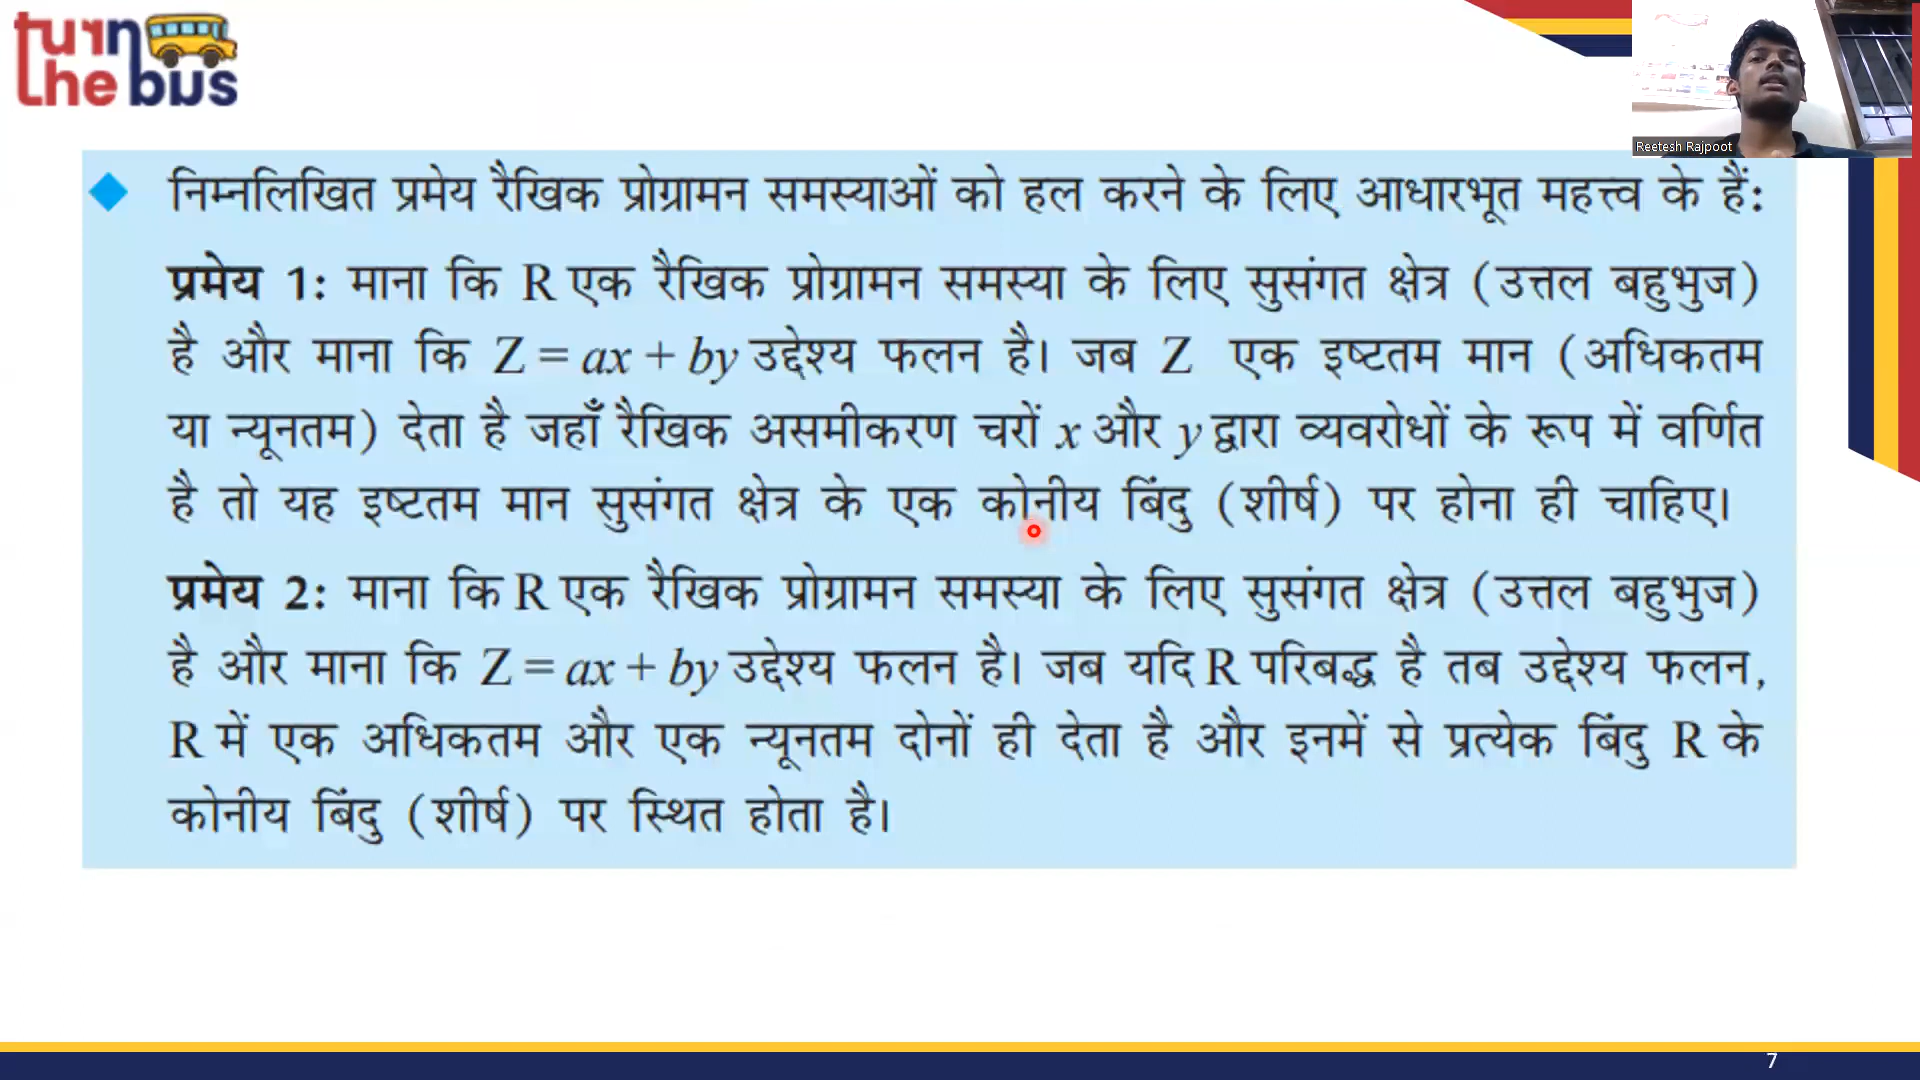 turn
the bus
Reetesh Rajpoot
निम्नलिखित प्रमेय रैखिक प्रोग्रामन समस्याओं को हल करने के लिए आधारभूत महत्त्व के हैं:
प्रमेय 1: माना कि R एक रैखिक प्रोग्रामन समस्या के लिए सुसंगत क्षेत्र (उत्तल बहुभुज)
है और माना कि Z = ax + by उद्देश्य फलन है। जब Z एक इष्टतम मान (अधिकतम
या न्यूनतम) देता है जहाँ रैखिक असमीकरण चरों x और y द्वारा व्यवरोधों के रूप में वर्णित
है तो यह इष्टतम मान सुसंगत क्षेत्र के एक कोनीय बिंदु (शीर्ष) पर होना ही चाहिए।
प्रमेय 2: माना कि R एक रैखिक प्रोग्रामन समस्या के लिए सुसंगत क्षेत्र (उत्तल बहुभुज)
है और माना कि Z = ax + by उद्देश्य फलन है। जब यदि R परिबद्ध है तब उद्देश्य फलन,
R में एक अधिकतम और एक न्यूनतम दोनों ही देता है और इनमें से प्रत्येक बिंदु R के
कोनीय बिंदु (शीर्ष) पर स्थित होता है।
7